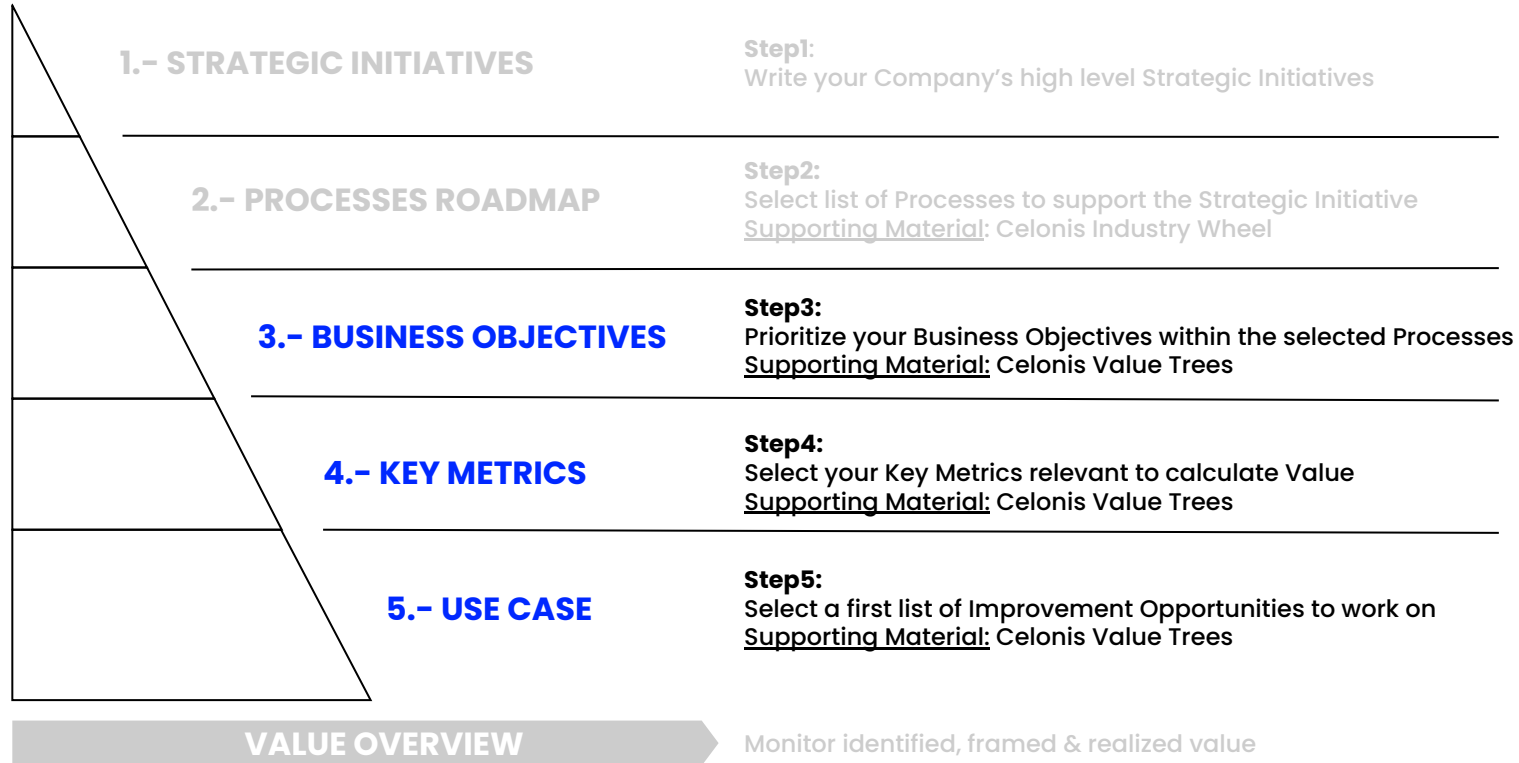 1.- STRATEGIC INITIATIVES
Step1:
Write your Company's high level Strategic Initiatives
2.- PROCESSES ROADMAP
Step2:
Select list of Processes to support the Strategic Initiative
Supporting Material: Celonis Industry Wheel
3.- BUSINESS OBJECTIVES
Step3:
Prioritize your Business Objectives within the selected Processes
Supporting Material: Celonis Value Trees
4.- KEY METRICS
Step4:
Select your Key Metrics relevant to calculate Value
Supporting Material: Celonis Value Trees
5.- USE CASE
Step5:
Select a first list of Improvement Opportunities to work on
Supporting Material: Celonis Value Trees
VALUE OVERVIEW
Monitor identified, framed & realized value